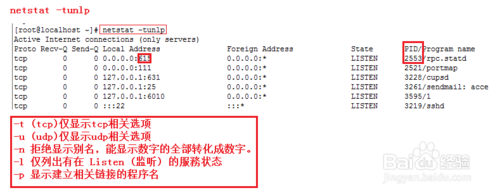 netstat -tunlp
[root@localhost ~]# netstat -tunlp
Active Internet connections (only servers)
Proto Recv-Q Send-Q Local Address Foreign Address State PID/Program name
tcp 0 0 0.0.0.0:615 0.0.0.0:* LISTEN 2553/rpc.statd
tcp 0 0 0.0.0.0:111 0.0.0.0:* LISTEN 2521/portmap
tcp 0 0 127.0.0.1:631 0.0.0.0:* LISTEN 3228/cupsd
tcp 0 0 127.0.0.1:25 0.0.0.0:* LISTEN 3261/sendmail: acce
tcp 0 0 127.0.0.1:6010 0.0.0.0:* LISTEN 3595/1
tcp 0 0 :::22 :::* LISTEN 3219/sshd
-t (tcp)仅显示tcp相关选项
-u (udp)仅显示udp相关选项
-n 拒绝显示别名，能显示数字的全部转化成数字。
-l 仅列出有在 Listen (监听) 的服務状态
-p 显示建立相关链接的程序名
Baidu 经验
jingyan.baidu.com